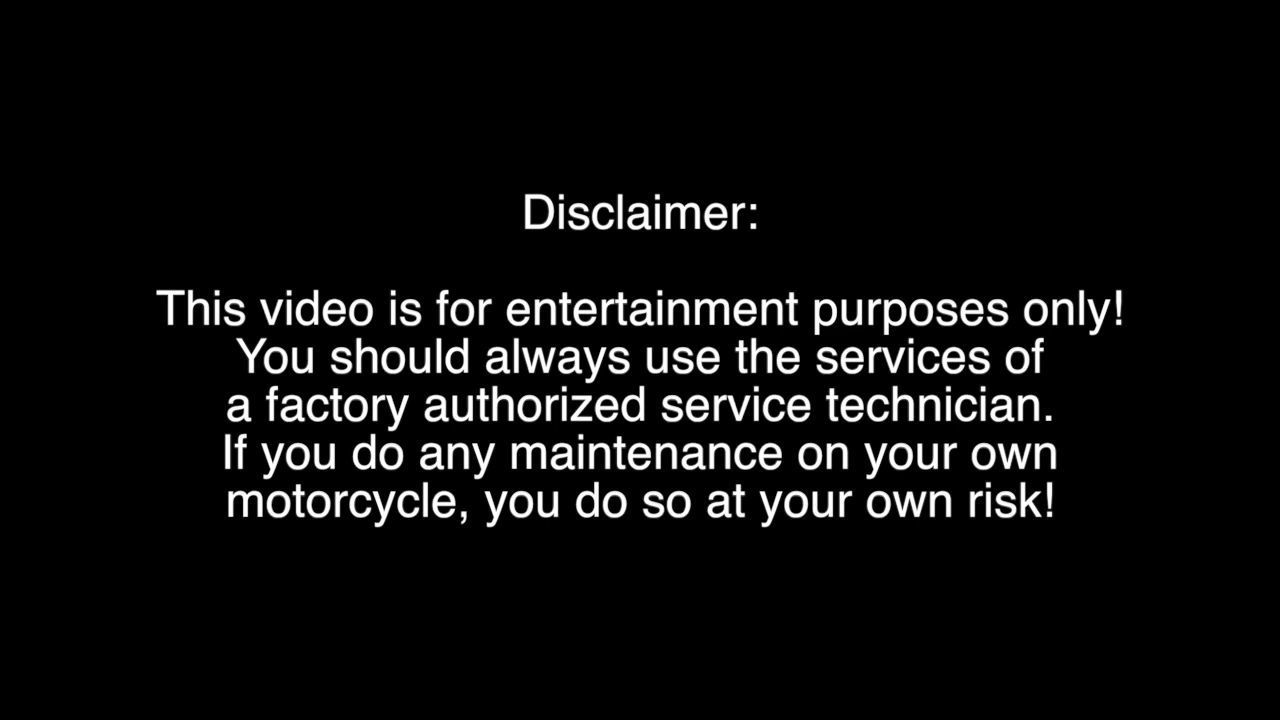 Disclaimer:
This video is for entertainment purposes only!
You should always use the services of
a factory authorized service technician.
If you do any maintenance on your own
motorcycle, you do so at your own risk!